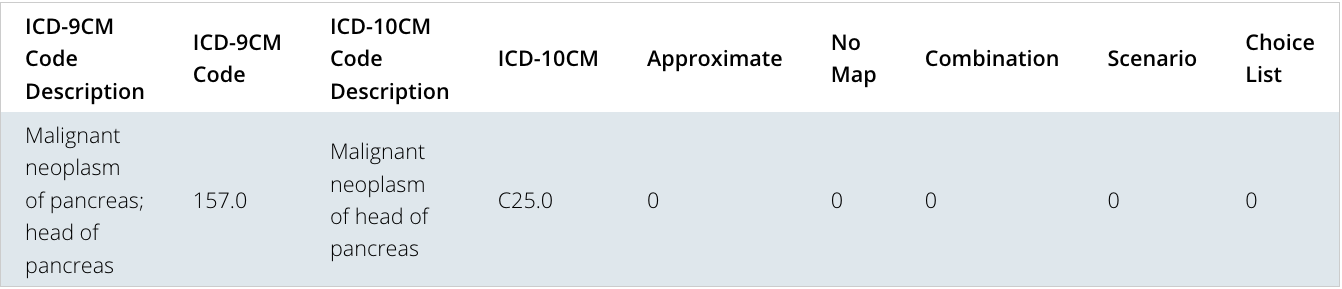 ICD-9CM
Code
Description
ICD-9CM
Code
ICD-10CM
Code
Description
ICD-10CM
Approximate
No
Map
Combination
Scenario
Choice
List
Malignant
neoplasm
of pancreas;
head of
pancreas
157.0
Malignant
neoplasm
of head of
pancreas
C25.0
0
0
0
0
0